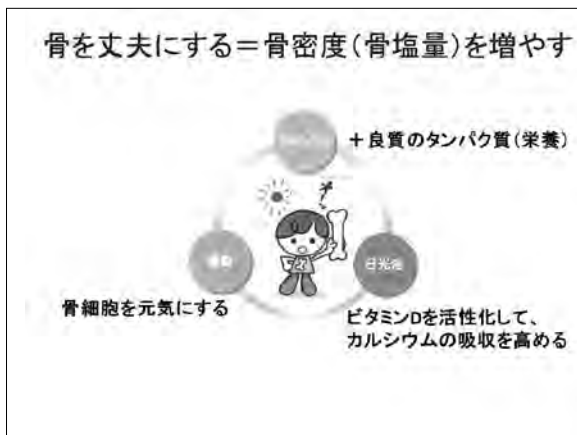 骨を丈夫にする＝骨密度（骨塩量）を増やす
＋良質のタンパク質（栄養）
日光浴
骨細胞を元気にする
ビタミンDを活性化して、
カルシウムの吸収を高める